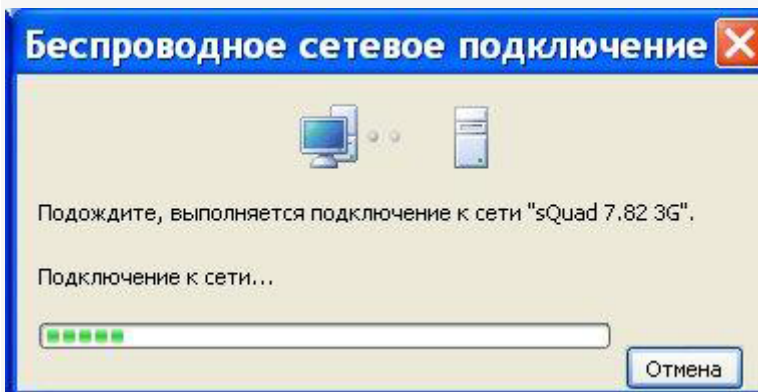 Беспроводное сетевое подключение
Подождите, выполняется подключение к сети "sQuad 7.82 3G".
Подключение к сети...
Отмена